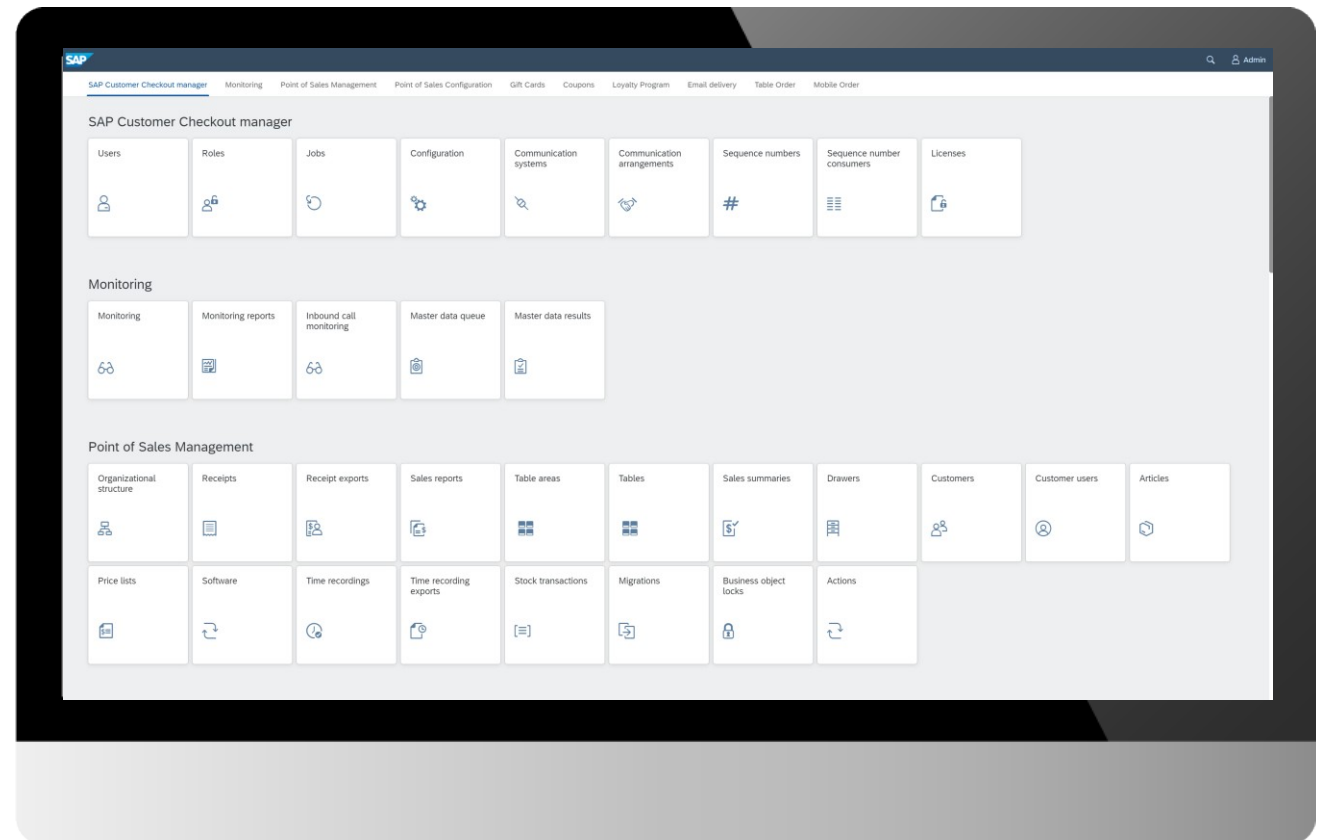 SAP
Admin
SAP Customer Checkout manager Monitoring Point of Sales Management Point of Sales Configuration Gift Cards Coupons Loyalty Program Email delivery Table Order Mobile Order
SAP Customer Checkout manager
Users
Roles
Jobs
Configuration
Communication
systems
Communication
arrangements
Sequence numbers
Sequence number
consumers
Licenses
Monitoring
Monitoring
Monitoring reports
Inbound call
monitoring
Master data queue
Master data results
Point of Sales Management
Organizational
structure
Receipts
Receipt exports
Sales reports
Table areas
Tables
Sales summaries
Drawers
Customers
Customer users
Articles
Price lists
Software
Time recordings
Time recording
exports
Stock transactions
Migrations
Business object
locks
Actions